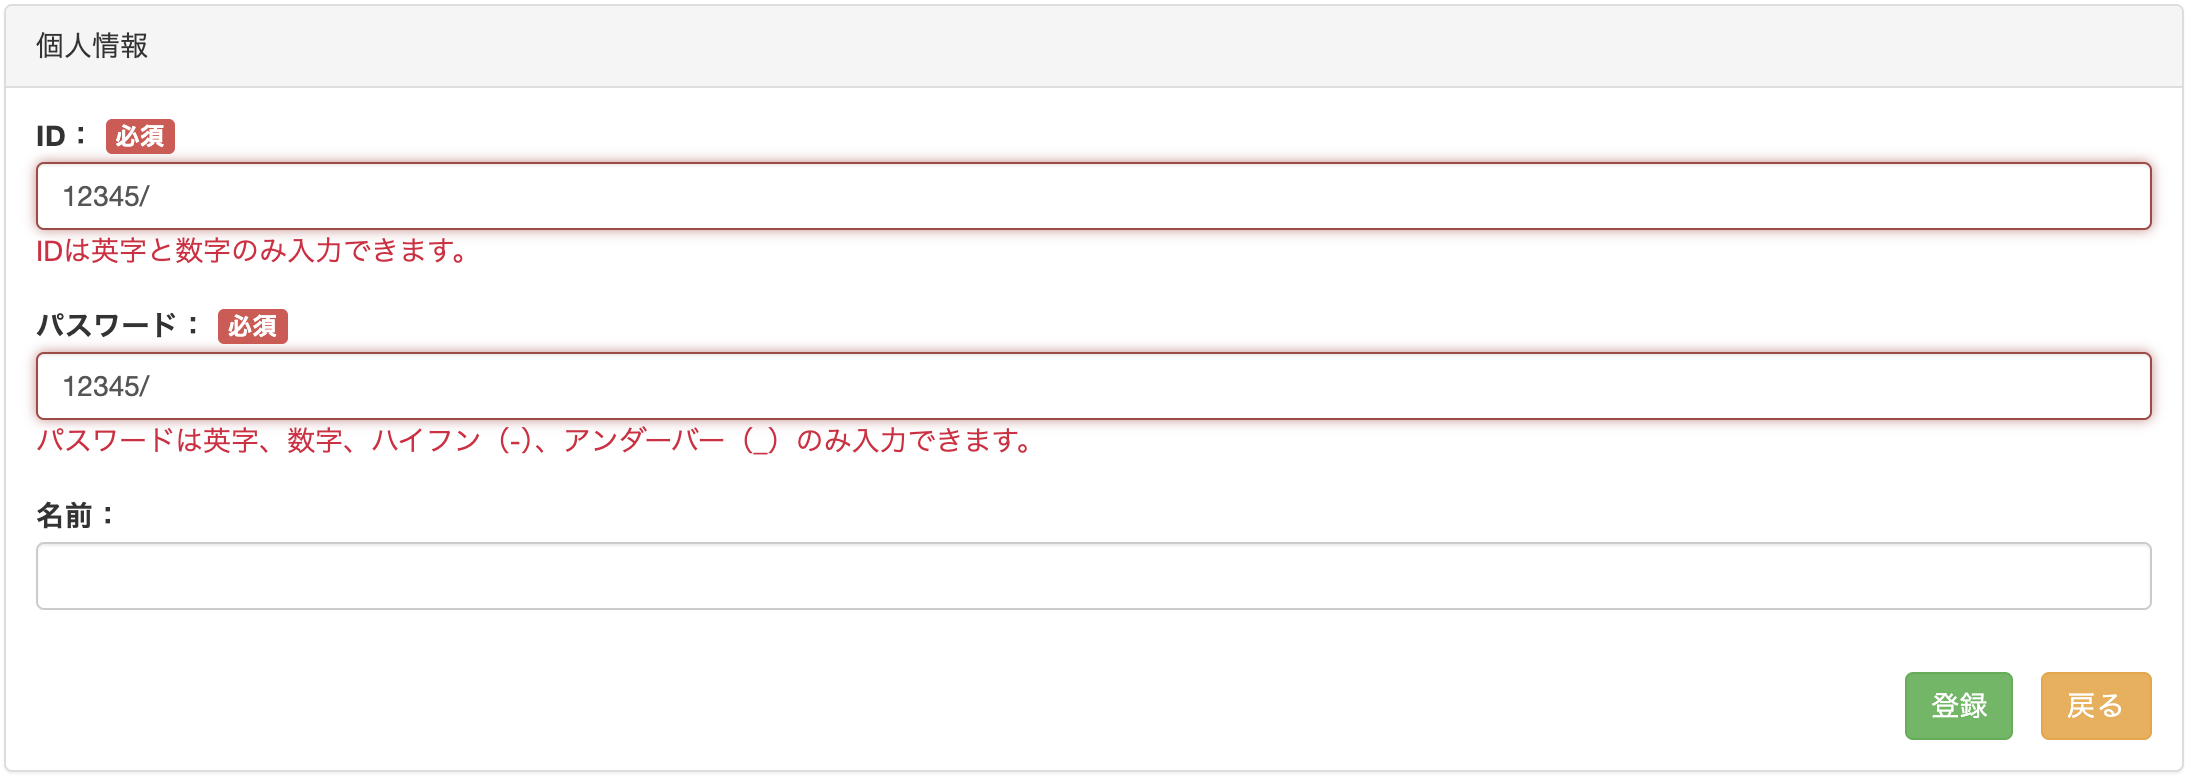 個人情報
ID： 必須
12345/
IDは英字と数字のみ入力できます。
パスワード： 必須
12345/
パスワードは英字、数字、ハイフン（-）、アンダーバー（_）のみ入力できます。
名前：
登録 戻る